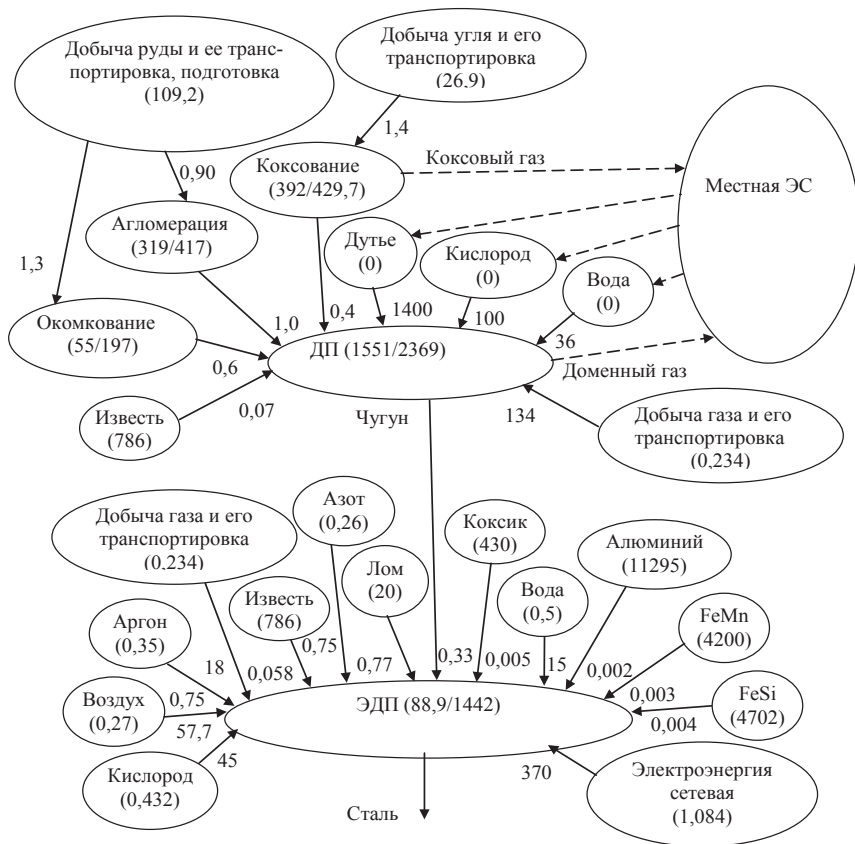 Добыча руды и ее транс-
портировка, подготовка
(109,2)
Добыча угля и его
транспортировка
(26,9)
1,4
0,90
Коксование
(392/429,7)
Коксовый газ
Местная ЭС
Агломерация
(319/417)
Дутье
(0)
Кислород
(0)
Вода
(0)
1,3
Окомкование
(55/197)
1,0
0,4
1400
100
36
ДП (1551/2369)
0,6
Доменный газ
Известь
(786)
0,07
Чугун
134
Добыча газа и его
транспортировка
(0,234)
Добыча газа и его
транспортировка
(0,234)
Азот
(0,26)
Коксик
(430)
Алюминий
(11295)
Лом
(20)
Известь
(786)
Вода
(0,5)
Аргон
(0,35)
FeMn
(4200)
18
0,058
0,75
0,77
0,33
0,005
15
0,002
Воздух
(0,27)
0,75
57,7
ЭДП (88,9/1442)
0,003
0,004
FeSi
(4702)
Кислород
(0,432)
45
370
Электроэнергия
сетевая
(1,084)
Сталь